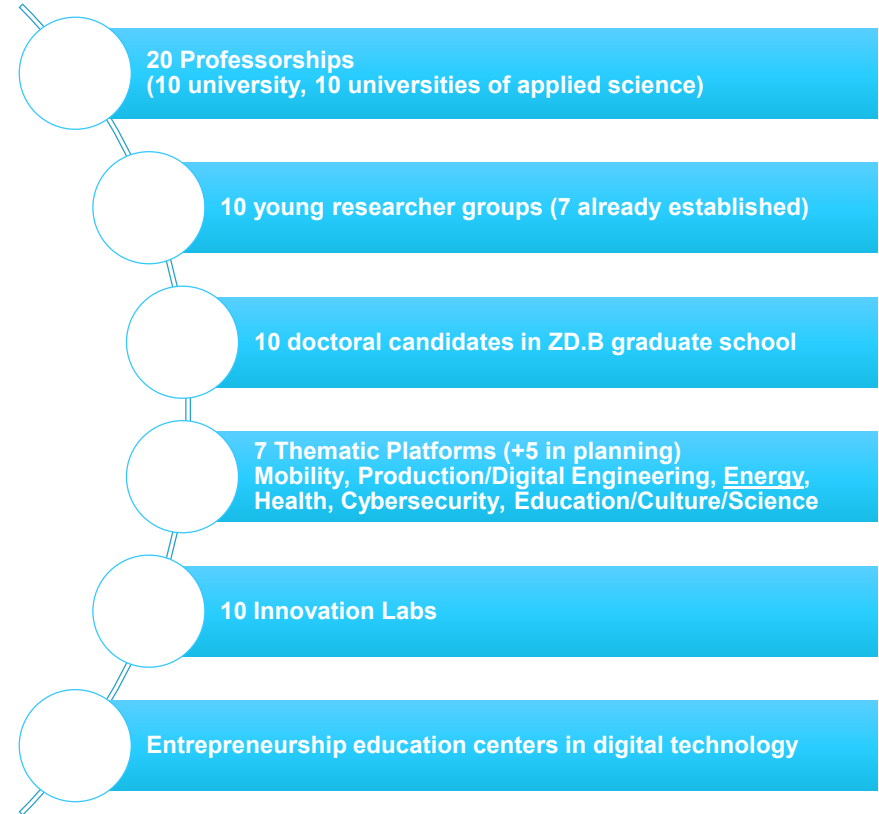 20 Professorships
(10 university, 10 universities of applied science)
10 young researcher groups (7 already established)
10 doctoral candidates in ZD.B graduate school
7 Thematic Platforms (+5 in planning)
Mobility, Production/Digital Engineering, Energy,
Health, Cybersecurity, Education/Culture/Science
10 Innovation Labs
Entrepreneurship education centers in digital technology